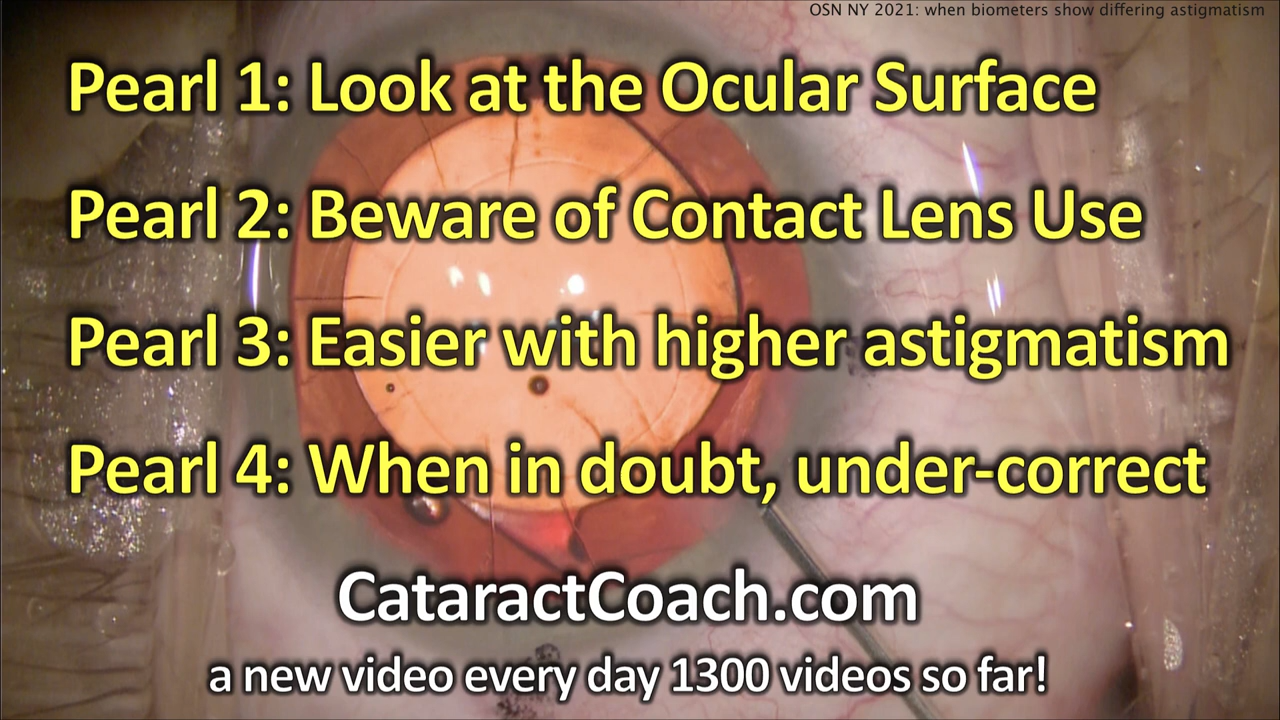 OSN NY 2021: when biometers show differing astigmatism
Pearl 1: Look at the Ocular Surface
Pearl 2: Beware of Contact Lens Use
Pearl 3: Easier with higher astigmatism
Pearl 4: When in doubt, under-correct
CataractCoach.com
a new video every day 1300 videos so far!